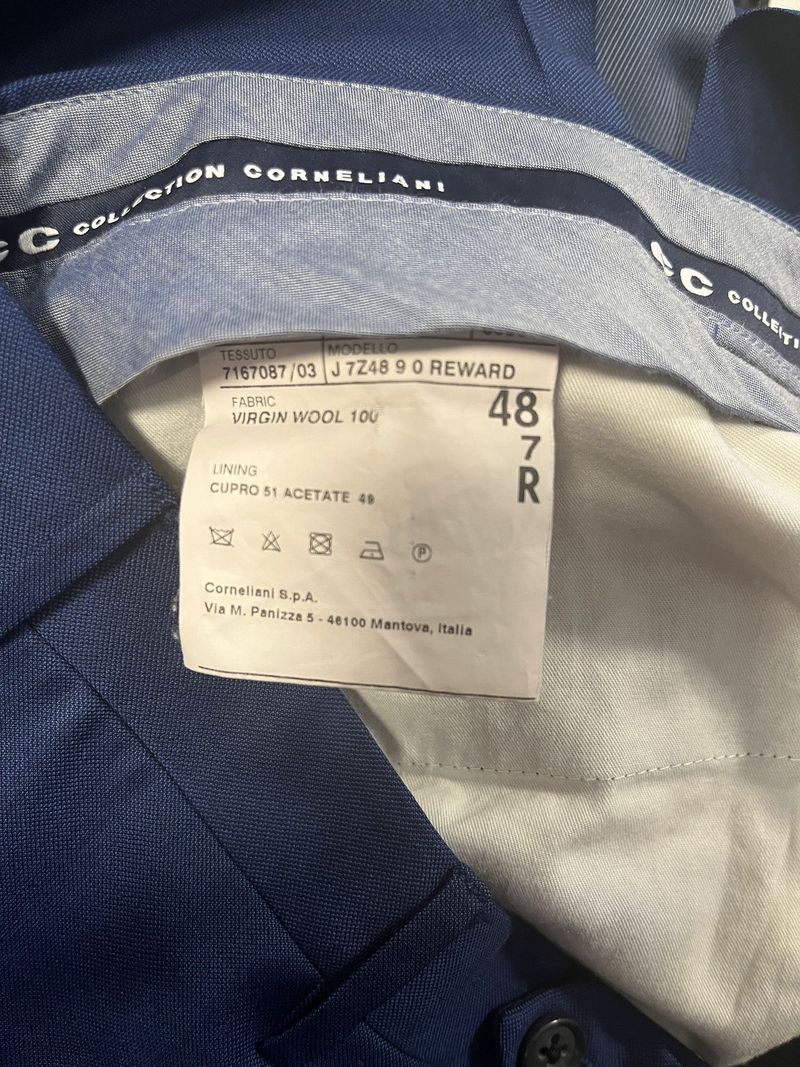 CC COLLECTION CORNELIANI
CC COLLECTI
TESSUTO
7167087/03
MODELLO
J 7Z48 9 0 REWARD
FABRIC
VIRGIN WOOL 100
48
7
R
LINING
CUPRO 51 ACETATE 49
P
Corneliani S.p.A.
Via M. Panizza 5 - 46100 Mantova, Italia